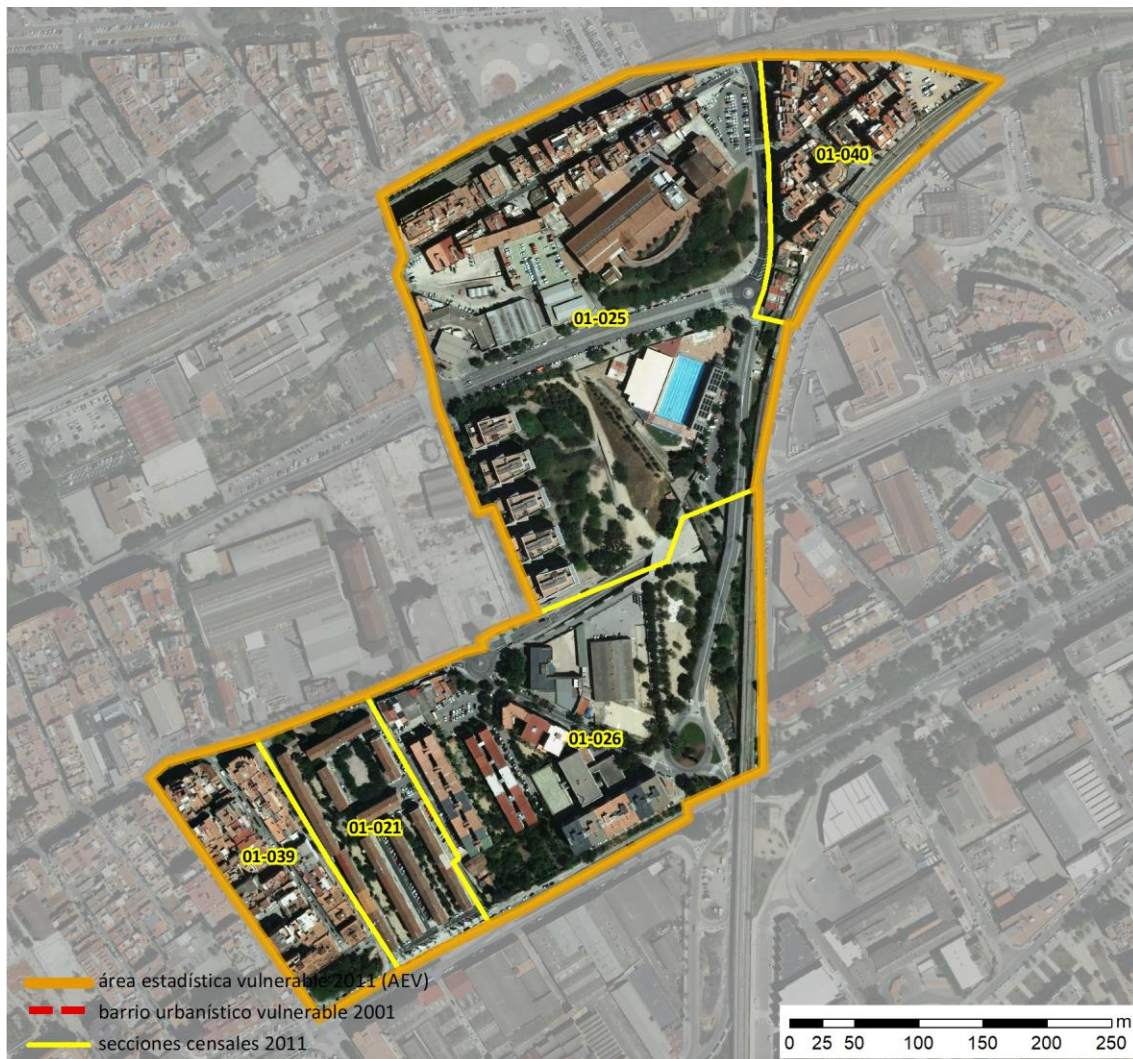 01-040
01-025
01-026
01-021
01-039
área estadística vulnerable 2011 (AEV)
barrio urbanístico vulnerable 2001
secciones censales 2011
m
0 25 50 100 150 200 250